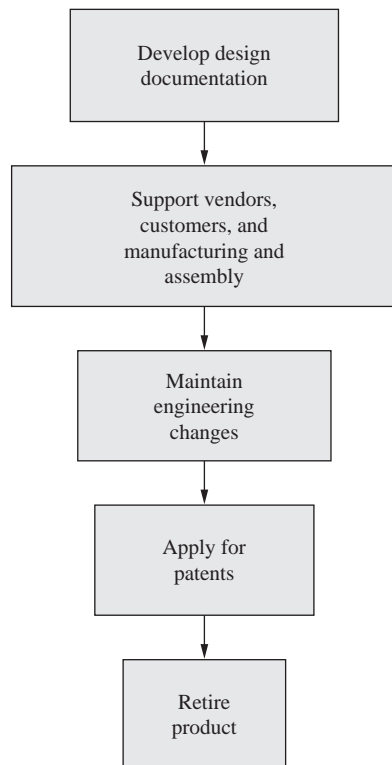 Develop design
documentation
Support vendors,
customers, and
manufacturing and
assembly
Maintain
engineering
changes
Apply for
patents
Retire
product